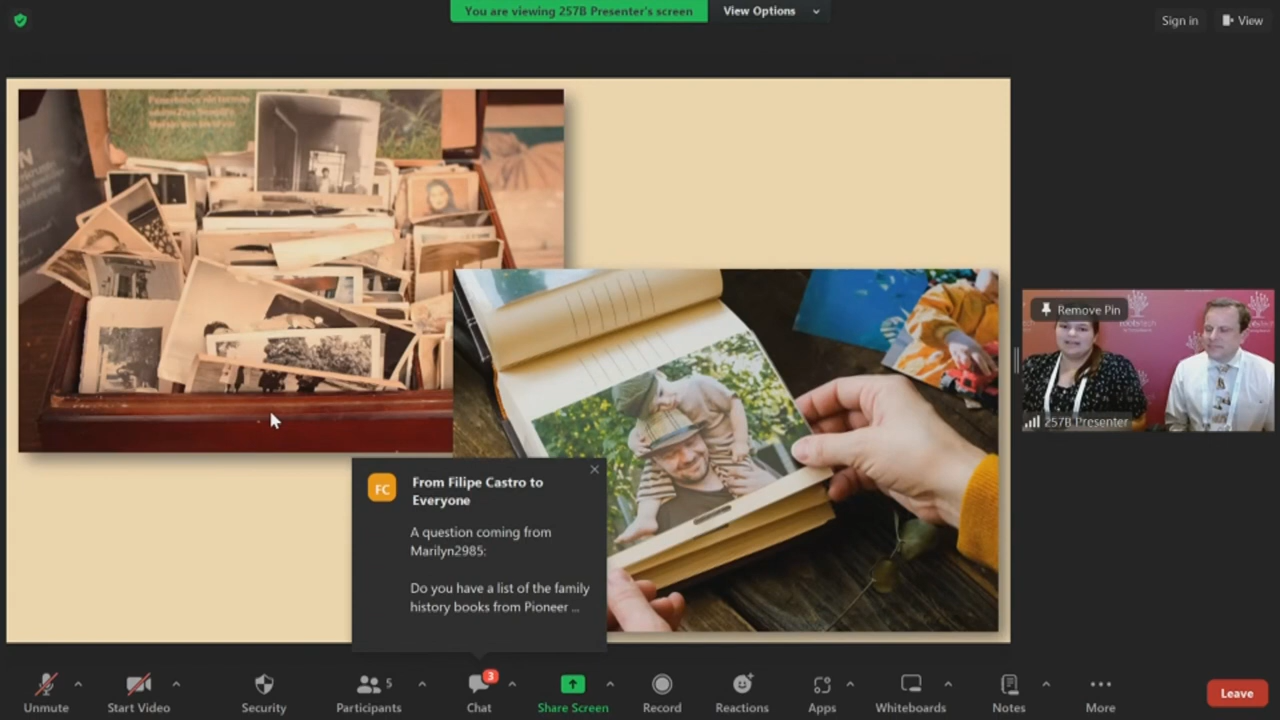 You are viewing 257B Presenter's screen
View Options
Sign in
View
Remove Pin
257B Presenter
FC
From Filipe Castro to
Everyone
A question coming from
Marilyn2985:
Do you have a list of the family
history books from Pioneer ...
5
3
Unmute
Start Video
Security
Participants
Chat
Share Screen
Record
Reactions
Apps
Whiteboards
Notes
More
Leave